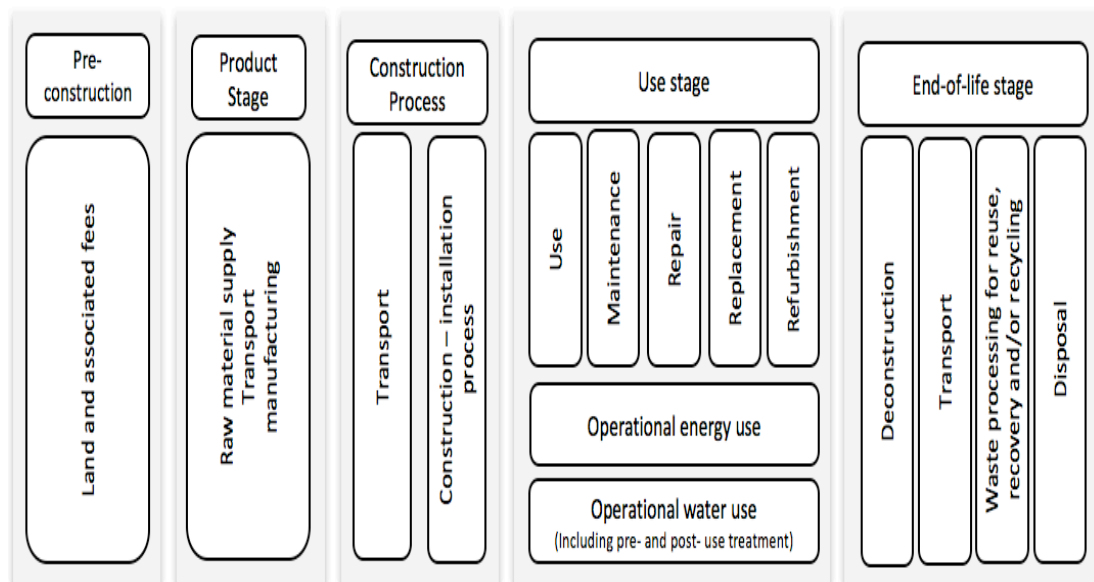 Pre-
construction
Land and associated fees
Product
Stage
Raw material supply
Transport
manufacturing
Construction
Process
Transport
Construction – installation
process
Use stage
Use
Maintenance
Repair
Replacement
Refurbishment
Operational energy use
Operational water use
(Including pre- and post- use treatment)
End-of-life stage
Deconstruction
Transport
Waste processing for reuse,
recovery and/or recycling
Disposal